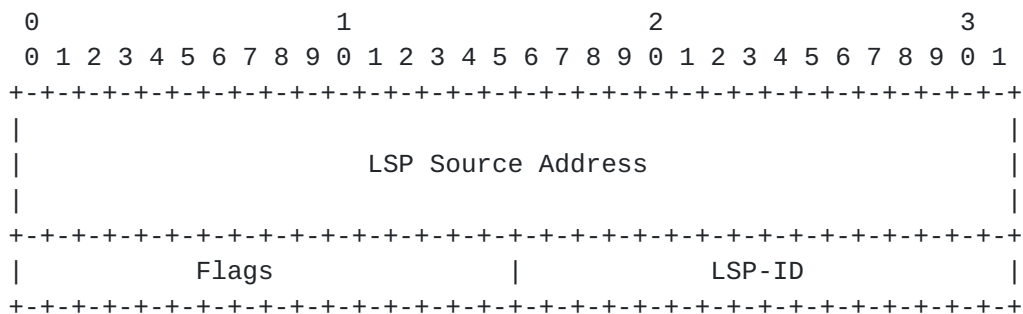 0                   1                   2                   3
 0 1 2 3 4 5 6 7 8 9 0 1 2 3 4 5 6 7 8 9 0 1 2 3 4 5 6 7 8 9 0 1
+-+-+-+-+-+-+-+-+-+-+-+-+-+-+-+-+-+-+-+-+-+-+-+-+-+-+-+-+-+-+-+-+
|                                                               |
|                      LSP Source Address                       |
|                                                               |
+-+-+-+-+-+-+-+-+-+-+-+-+-+-+-+-+-+-+-+-+-+-+-+-+-+-+-+-+-+-+-+-+
|           Flags               |            LSP-ID             |
+-+-+-+-+-+-+-+-+-+-+-+-+-+-+-+-+-+-+-+-+-+-+-+-+-+-+-+-+-+-+-+-+